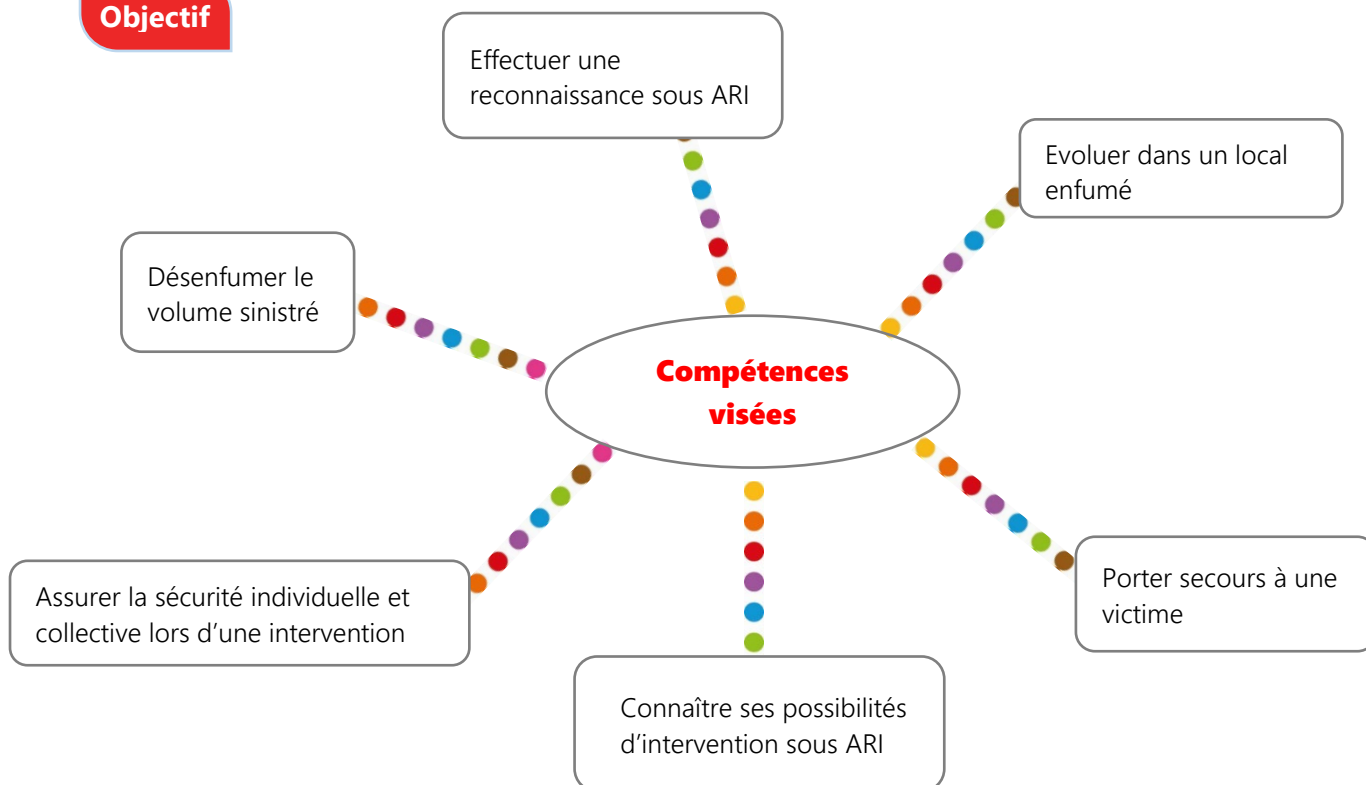 Objectif
Effectuer une
reconnaissance sous ARI
Evoluer dans un local
enfumé
Désenfumer le
volume sinistré
Compétences
visées
Assurer la sécurité individuelle et
collective lors d’une intervention
Porter secours à une
victime
Connaître ses possibilités
d’intervention sous ARI